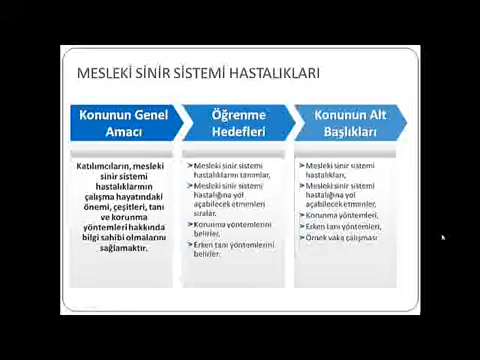 MESLEKİ SİNİR SİSTEMİ HASTALIKLARI
Konunun Genel
Amacı
Katılımcıların, mesleki
sinir sistemi
hastalıklarının
çalışma hayatındaki
önemi, çeşitleri, tanı
ve korunma
yöntemleri hakkında
bilgi sahibi olmalarını
sağlamaktır.
Öğrenme
Hedefleri
Mesleki sinir sistemi
hastalıklarını tanımlar,
Mesleki sinir sistemi
hastalığına yol
açabilecek etmenleri
sıralar.
Korunma yöntemlerini
belirler,
Erken tanı yöntemlerini
belirler.
Konunun Alt
Başlıkları
Mesleki sinir sistemi
hastalıkları,
Mesleki sinir sistemi
hastalığına yol
açabilecek etmenler,
Korunma yöntemleri,
Erken tanı yöntemleri,
Örnek vaka çalışması